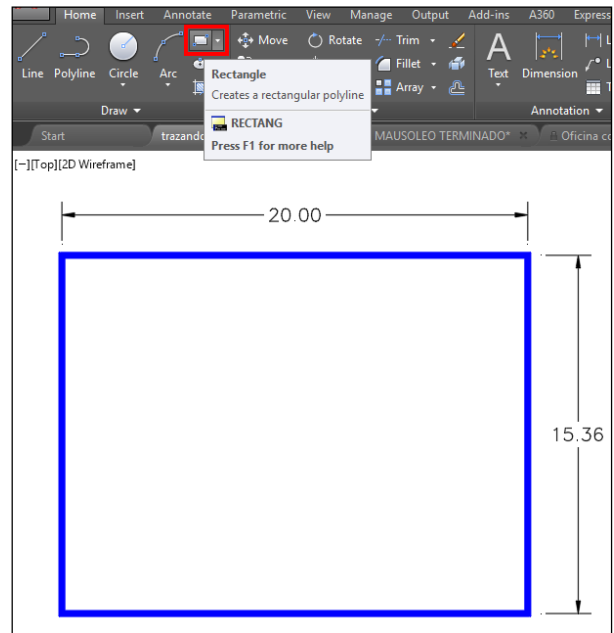 Home Insert Annotate Parametric View Manage Output Add-ins A360 Express
Move Rotate Trim
Line Polyline Circle Arc Fillet Text Dimension
Array
Rectangle
Creates a rectangular polyline
RECTANG
Press F1 for more help
Draw Annotation
Start trazando MAUSOLEO TERMINADO* Oficina
[−][Top][2D Wireframe]
20.00
15.36